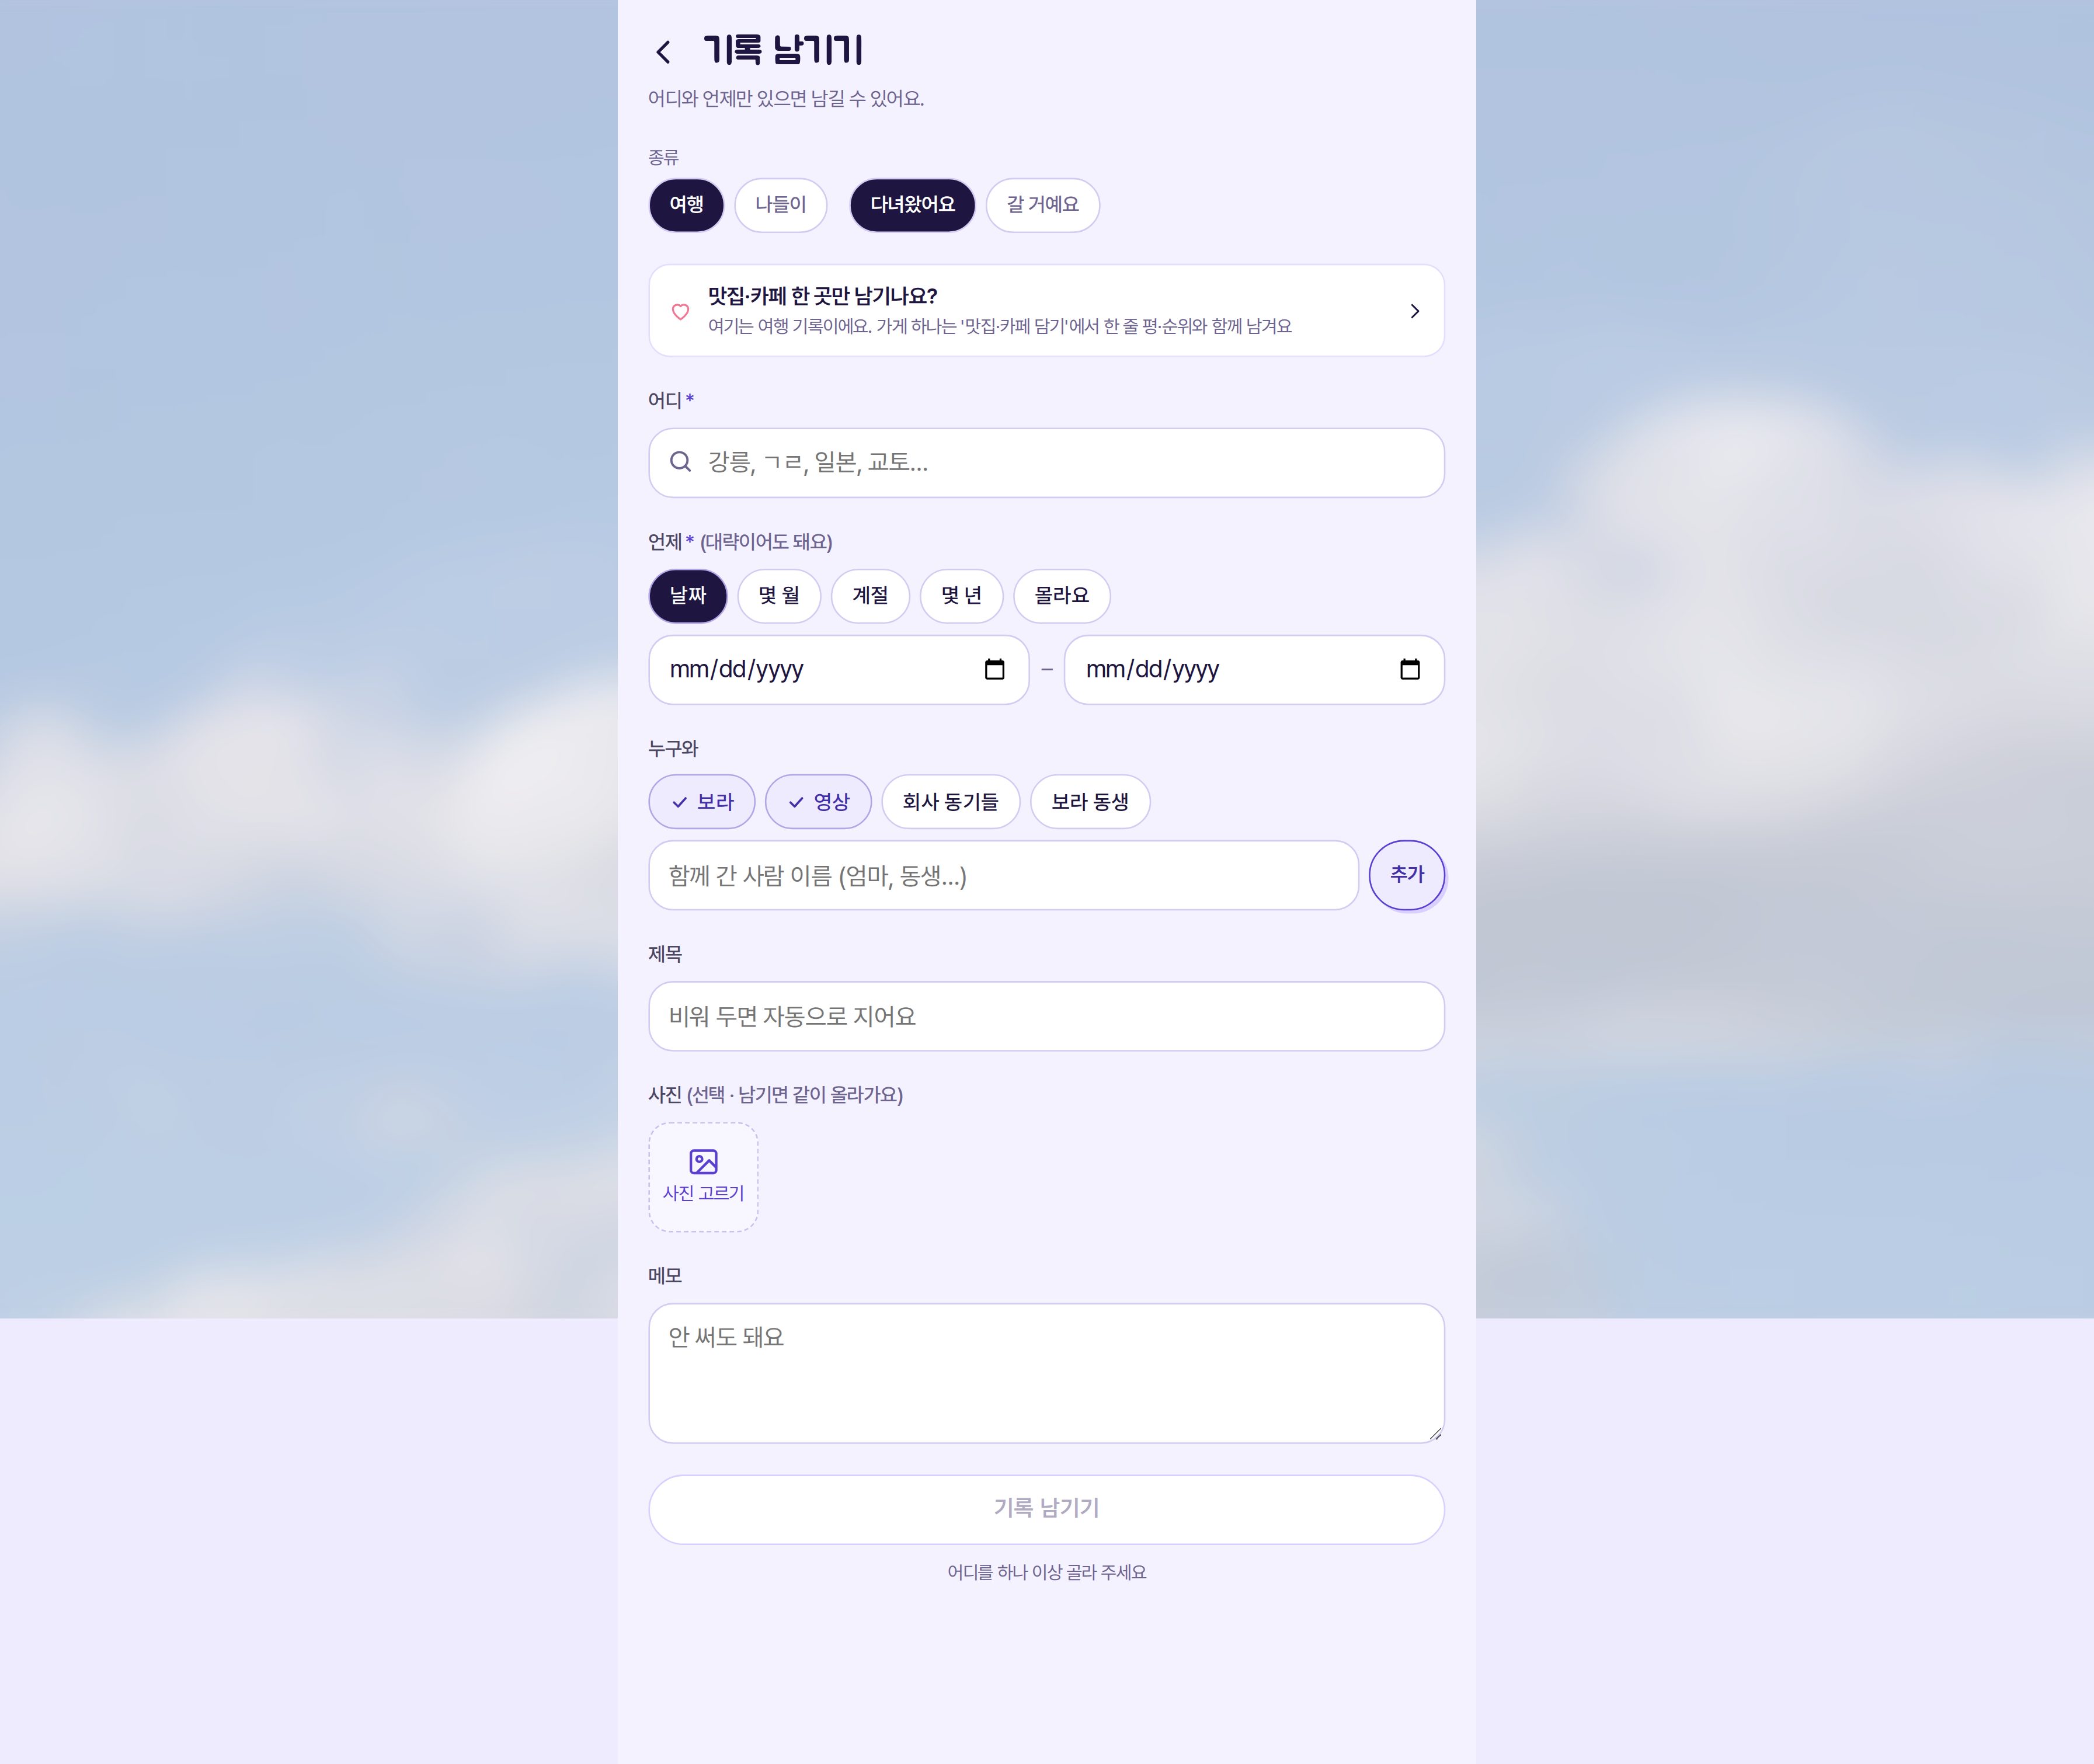 기록 남기기
어디와 언제만 있으면 남길 수 있어요.
종류
여행 나들이 다녀왔어요 갈 거예요
맛집·카페 한 곳만 남기나요?
여기는 여행 기록이에요. 가게 하나는 '맛집·카페 담기'에서 한 줄 평·순위와 함께 남겨요
어디 *
강릉, ㄱㄹ, 일본, 교토...
언제 * (대략이어도 돼요)
날짜 몇 월 계절 몇 년 몰라요
mm/dd/yyyy – mm/dd/yyyy
누구와
보라 영상 회사 동기들 보라 동생
함께 간 사람 이름 (엄마, 동생...) 추가
제목
비워 두면 자동으로 지어요
사진 (선택 · 남기면 같이 올라가요)
사진 고르기
메모
안 써도 돼요
기록 남기기
어디를 하나 이상 골라 주세요